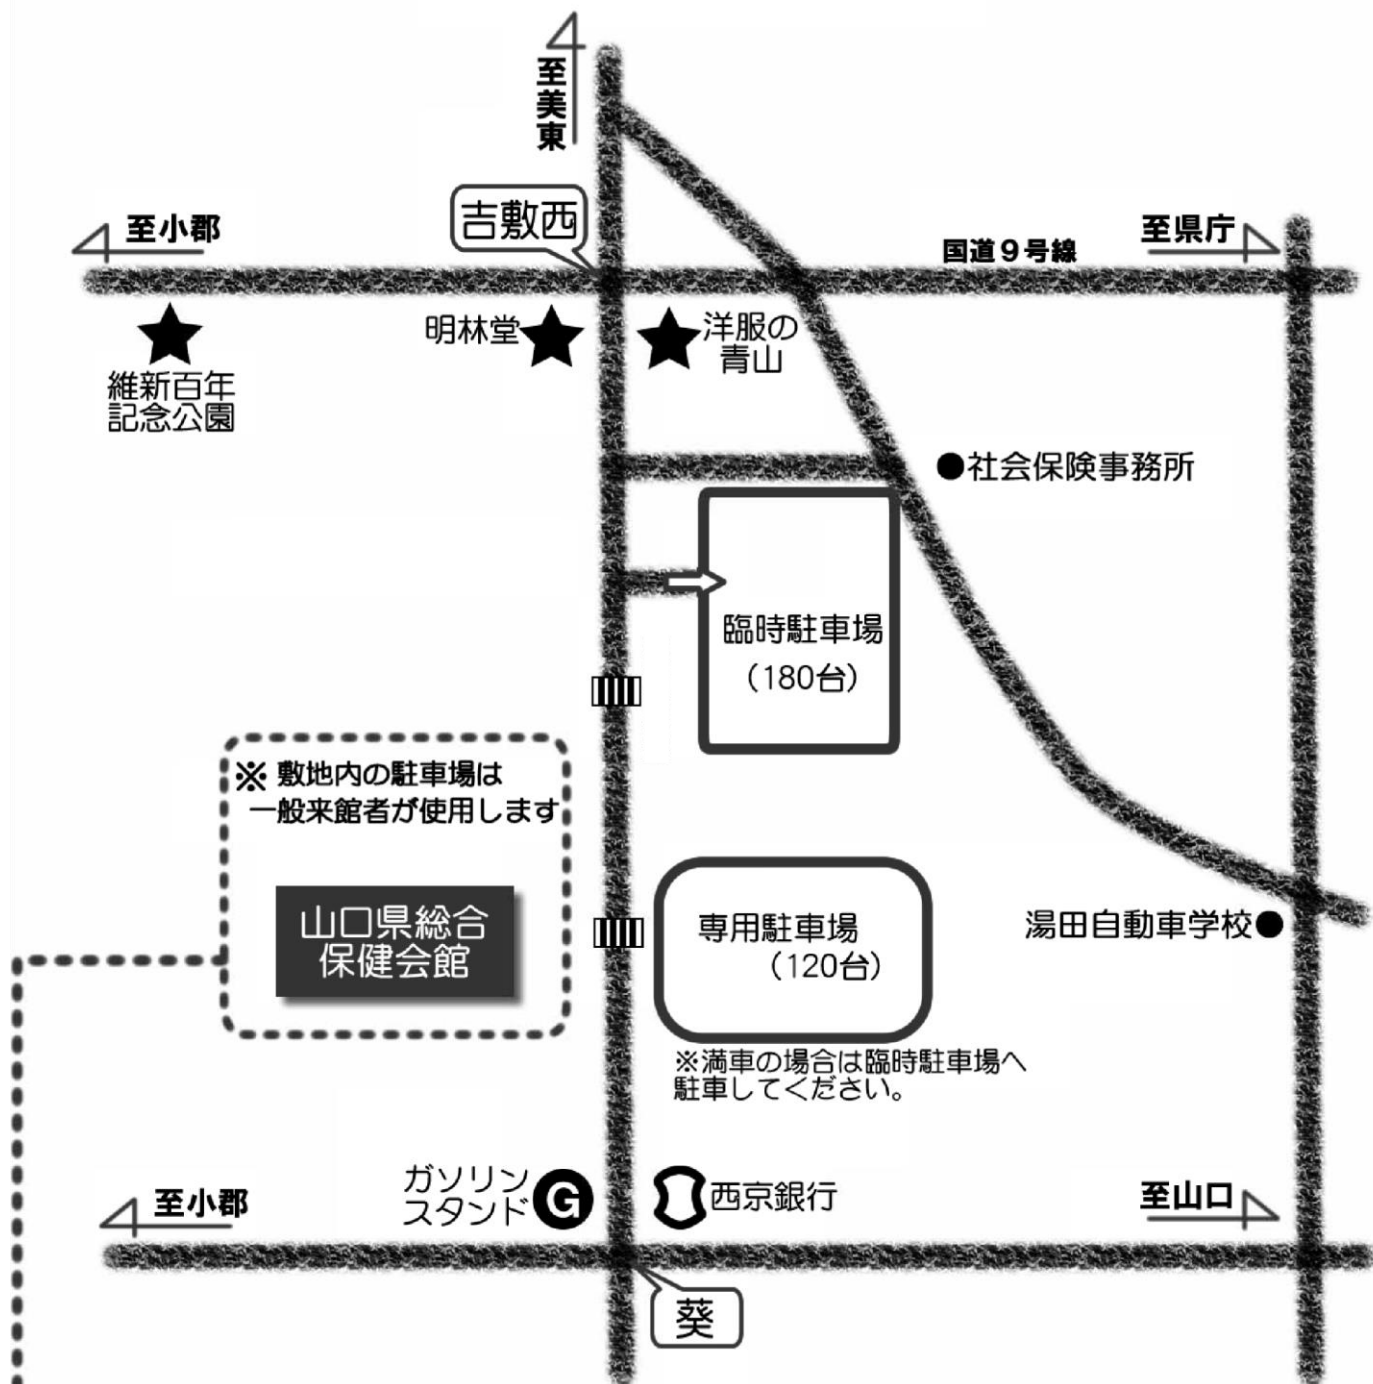 至美東
吉敷西
至小郡
国道9号線
至県庁
明林堂
洋服の
青山
維新百年
記念公園
●社会保険事務所
臨時駐車場
（180台）
※ 敷地内の駐車場は
一般来館者が使用します
山口県総合
保健会館
専用駐車場
（120台）
湯田自動車学校●
※満車の場合は臨時駐車場へ
駐車してください。
ガソリン
スタンド
G
西京銀行
至小郡
至山口
葵